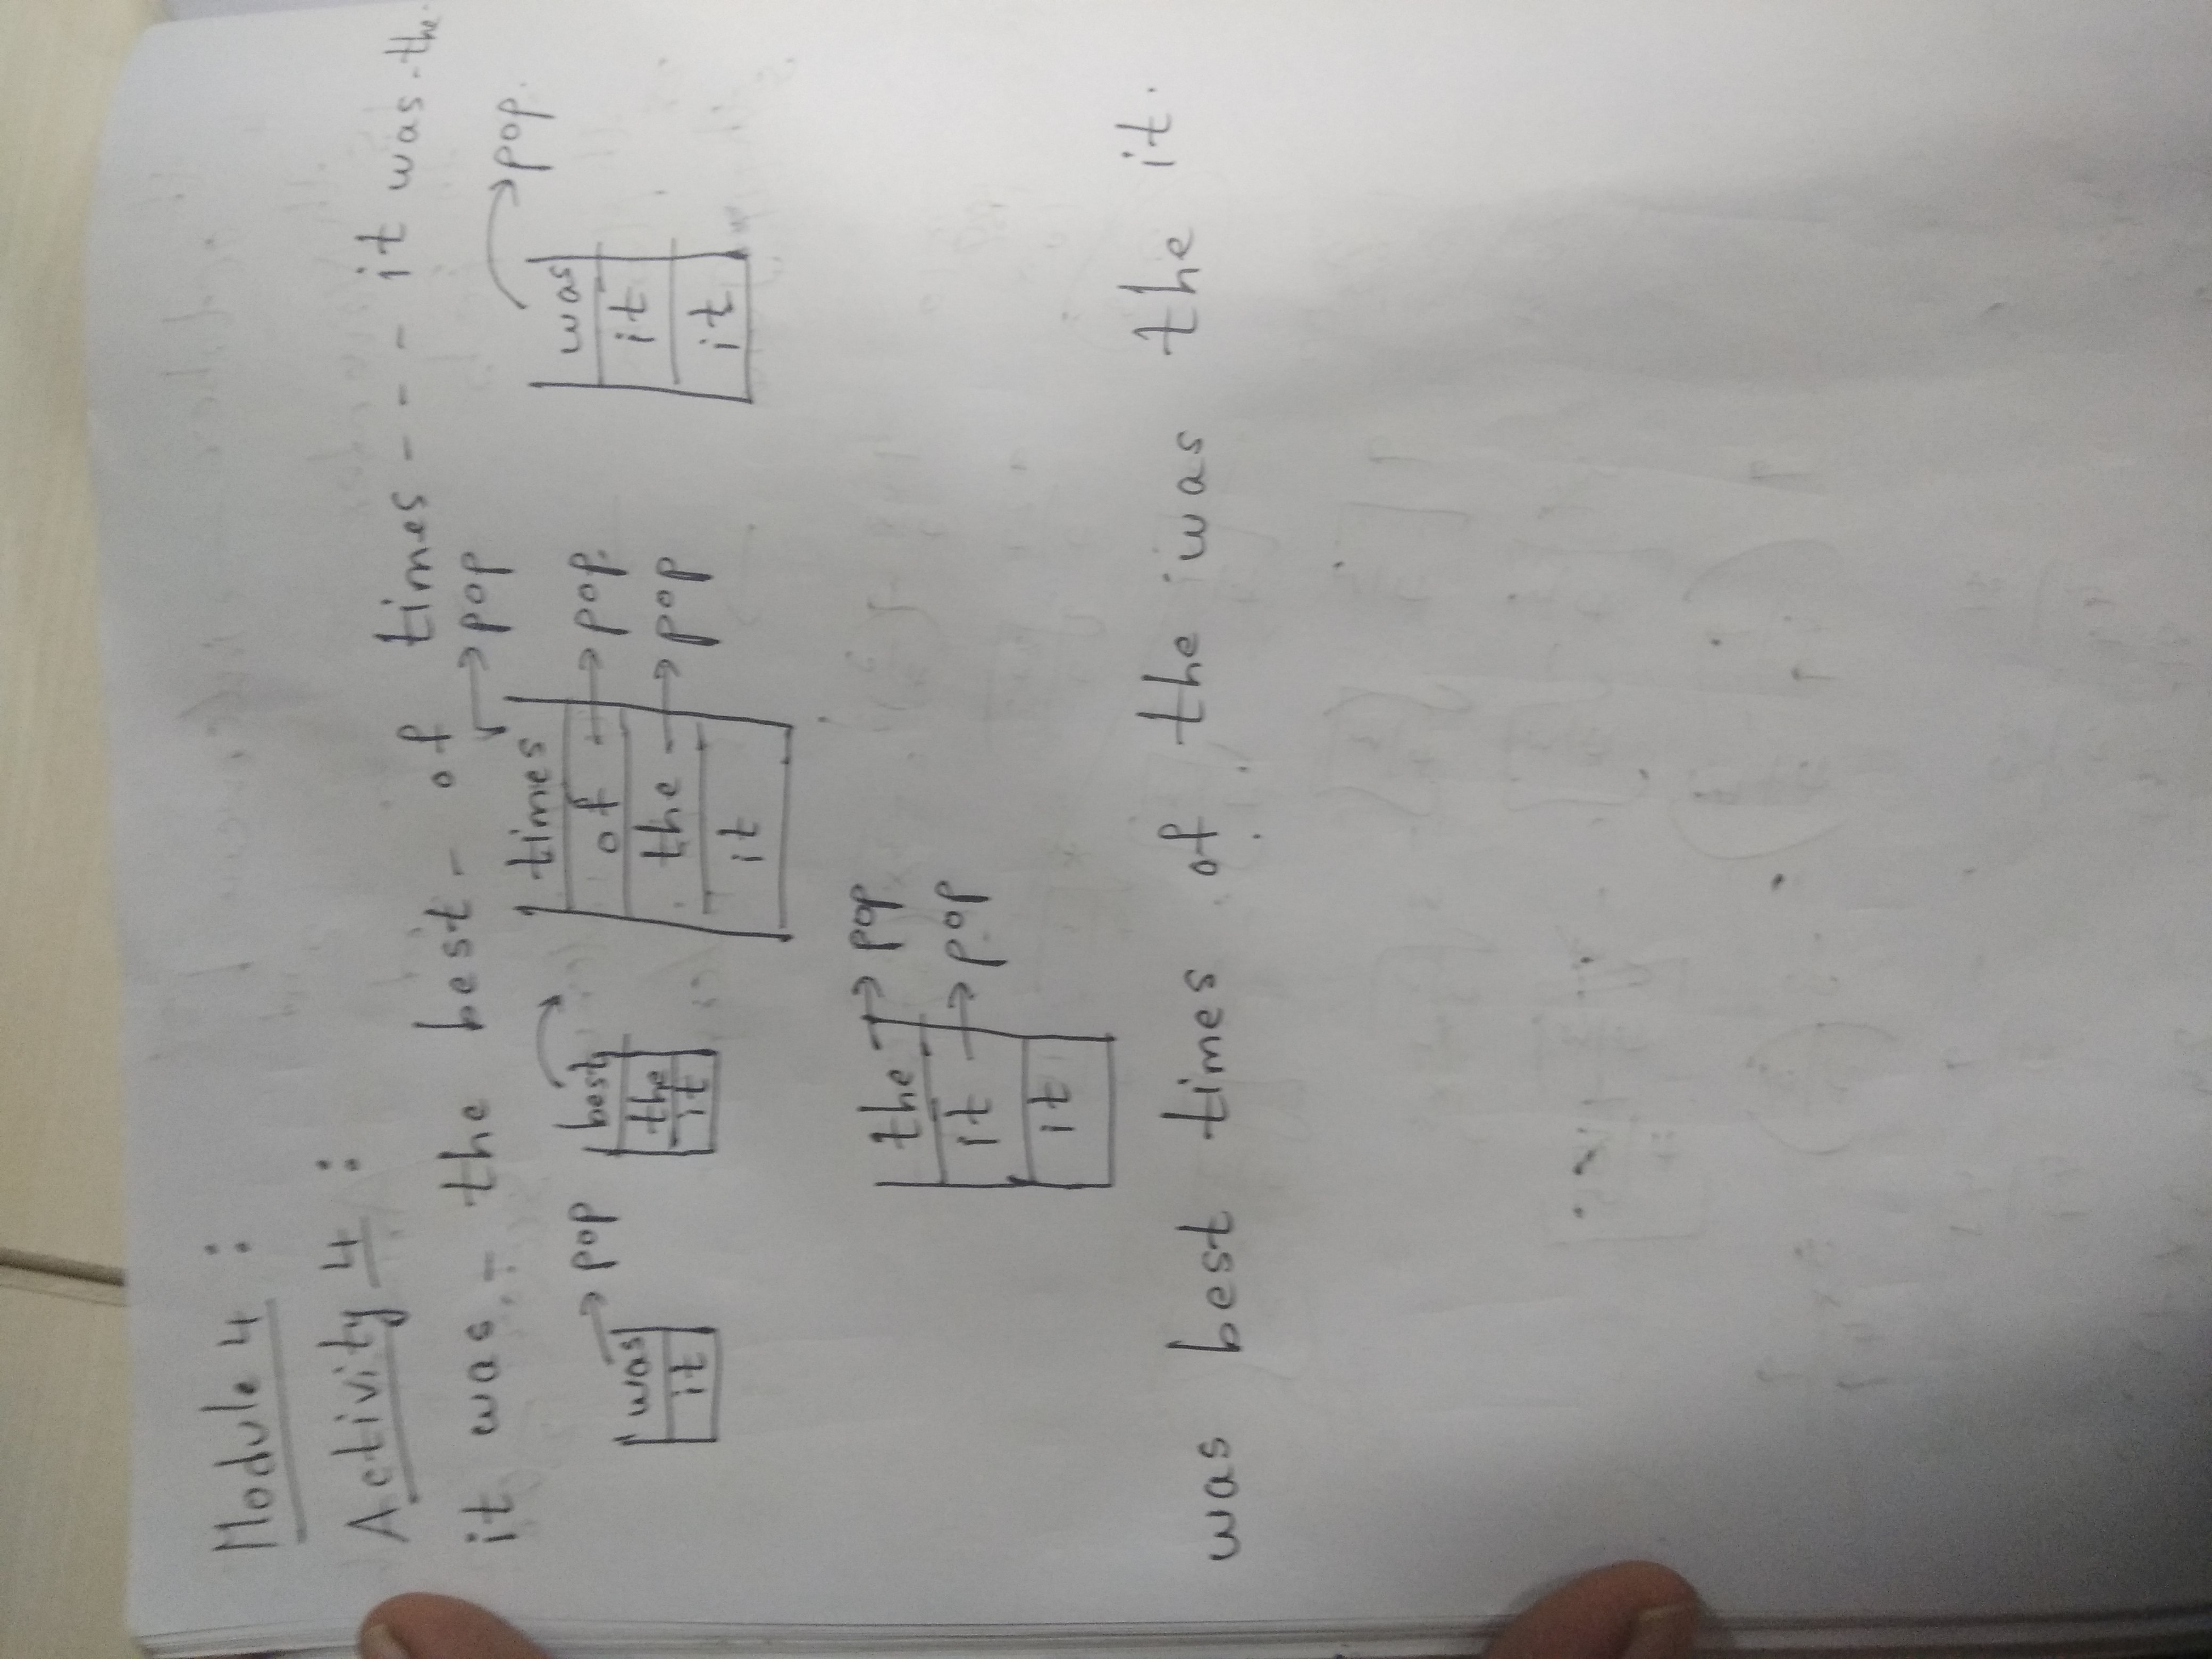 Module 4 :
Activity 4 :
it was - the best - of times - - - it was - the.
was → pop
it
best
the
it
times → pop
of → pop.
the → pop
it
was → pop.
it
it
the → pop
it → pop
it
was best times of the was the it.